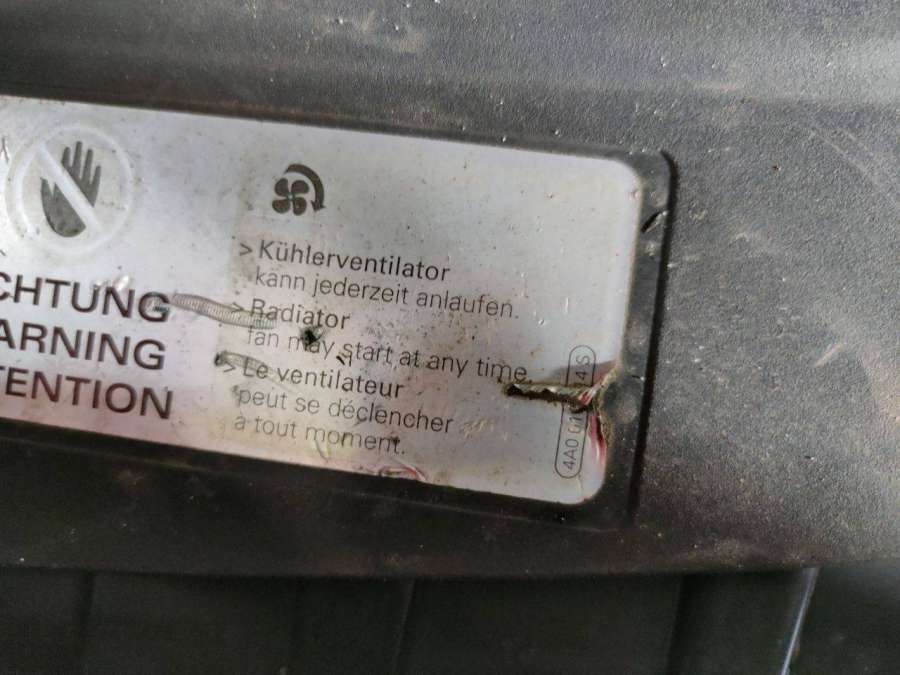 CHTUNG
ARNING
TENTION
> Kühlerventilator
kann jederzeit anlaufen.
> Radiator
fan may start at any time
> Le ventilateur
peut se déclencher
à tout moment.
4A0